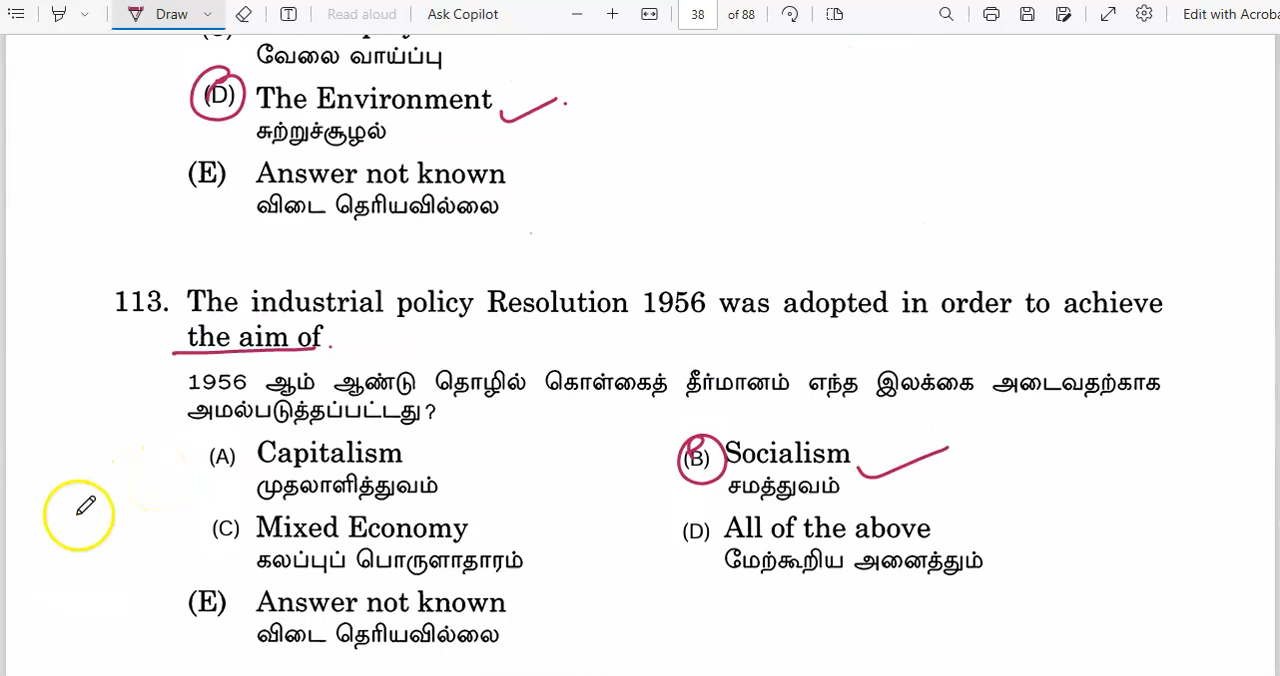 Draw
Read aloud
Ask Copilot
38
of 88
Edit with Acroba
வேலை வாய்ப்பு
(D) The Environment
சுற்றுச்சூழல்
(E) Answer not known
விடை தெரியவில்லை
113. The industrial policy Resolution 1956 was adopted in order to achieve
the aim of
1956 ஆம் ஆண்டு தொழில் கொள்கைத் தீர்மானம் எந்த இலக்கை அடைவதற்காக
அமல்படுத்தப்பட்டது?
(A) Capitalism
முதலாளித்துவம்
(B) Socialism
சமத்துவம்
(C) Mixed Economy
கலப்புப் பொருளாதாரம்
(D) All of the above
மேற்கூறிய அனைத்தும்
(E) Answer not known
விடை தெரியவில்லை